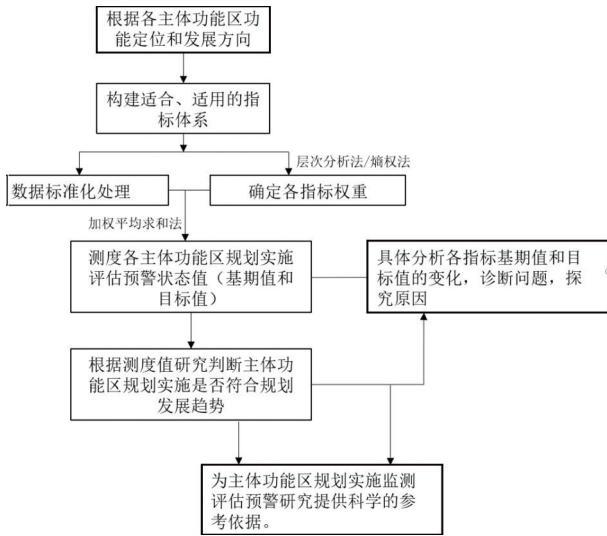 根据各主体功能区功
能定位和发展方向
构建适合、适用的指
标体系
层次分析法/熵权法
数据标准化处理
确定各指标权重
加权平均求和法
测度各主体功能区规划实施
评估预警状态值（基期值和
目标值）
具体分析各指标基期值和目
标值的变化，诊断问题，探
究原因
。
根据测度值研究判断主体功
能区规划实施是否符合规划
发展趋势
为主体功能区规划实施监测
评估预警研究提供科学的参
考依据。